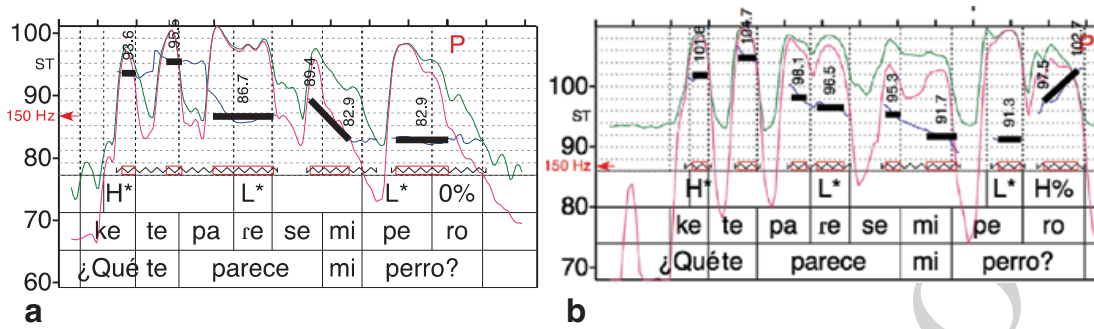 100
ST
90
150 Hz
80
70
60
93.6
95.5
86.7
89.4
82.9
82.9
P
H* L* L* 0%
ke te pa ɾe se mi pe ro
¿Qué te parece mi perro?
a
100
ST
90
150 Hz
80
70
101.8
104.7
98.1
96.5
95.3
91.7
91.3
97.5
102.7
P
H* L* L* H%
ke te pa ɾe se mi pe ro
¿Qué te parece mi perro?
b